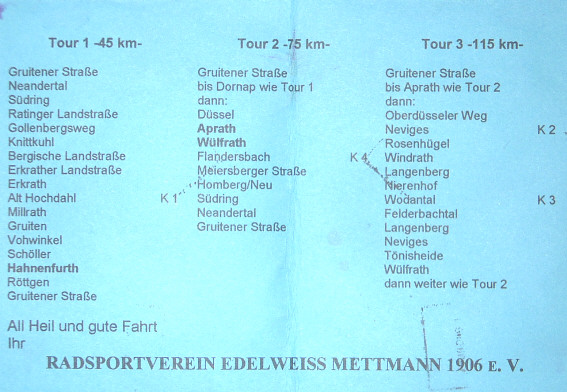 Tour 1 -45 km-
Gruitener Straße
Neandertal
Südring
Ratinger Landstraße
Gollenbergsweg
Knittkuhl
Bergische Landstraße
Erkrather Landstraße
Erkrath
Alt Hochdahl K 1
Millrath
Gruiten
Vohwinkel
Schöller
Hahnenfurth
Röttgen
Gruitener Straße
Tour 2 -75 km-
Gruitener Straße
bis Dornap wie Tour 1
dann:
Düssel
Aprath
Wülfrath
Flandersbach K 4
Meiersberger Straße
Homberg/Neu
Südring
Neandertal
Gruitener Straße
Tour 3 -115 km-
Gruitener Straße
bis Aprath wie Tour 2
dann:
Oberdüsseler Weg
Neviges K 2
Rosenhügel
Windrath
Langenberg
Nierenhof
Wodantal K 3
Felderbachtal
Langenberg
Neviges
Tönisheide
Wülfrath
dann weiter wie Tour 2
All Heil und gute Fahrt
Ihr
RADSPORTVEREIN EDELWEISS METTMANN 1906 E. V.